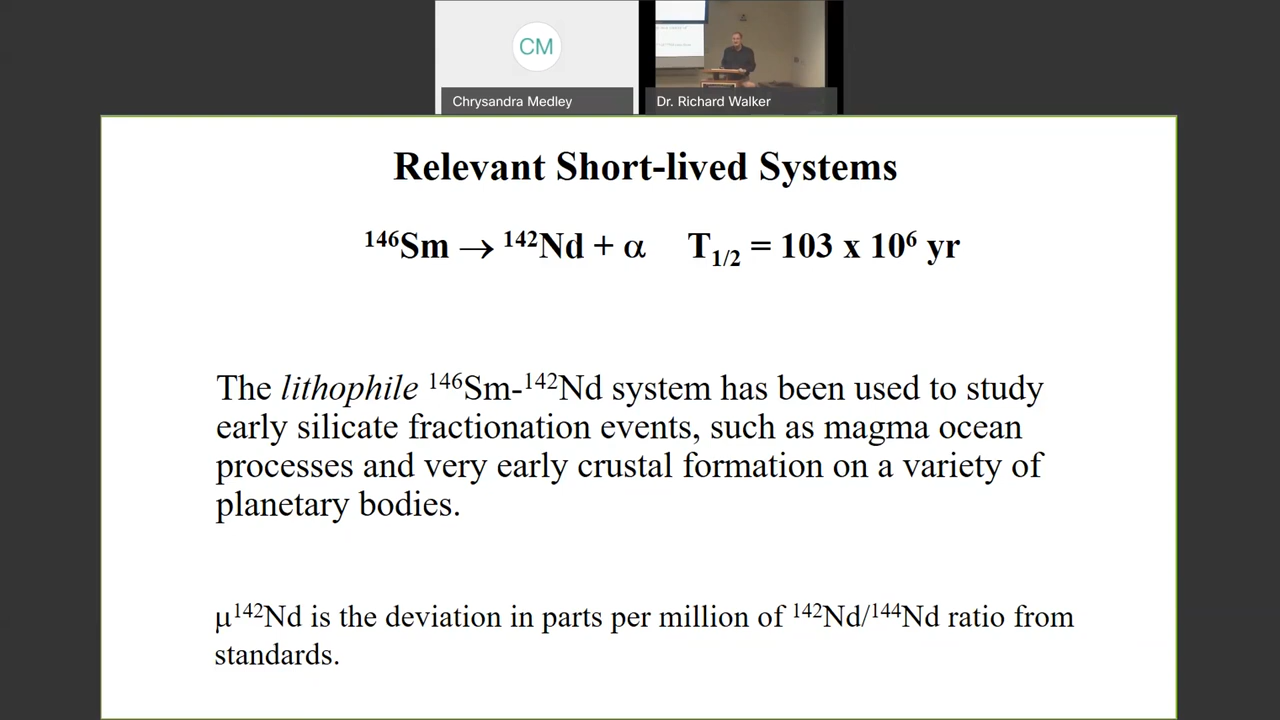 CM
Chrysandra Medley
Dr. Richard Walker
Relevant Short-lived Systems
¹⁴⁶Sm → ¹⁴²Nd + α T₁/₂ = 103 x 10⁶ yr
The lithophile ¹⁴⁶Sm-¹⁴²Nd system has been used to study
early silicate fractionation events, such as magma ocean
processes and very early crustal formation on a variety of
planetary bodies.
μ¹⁴²Nd is the deviation in parts per million of ¹⁴²Nd/¹⁴⁴Nd ratio from
standards.